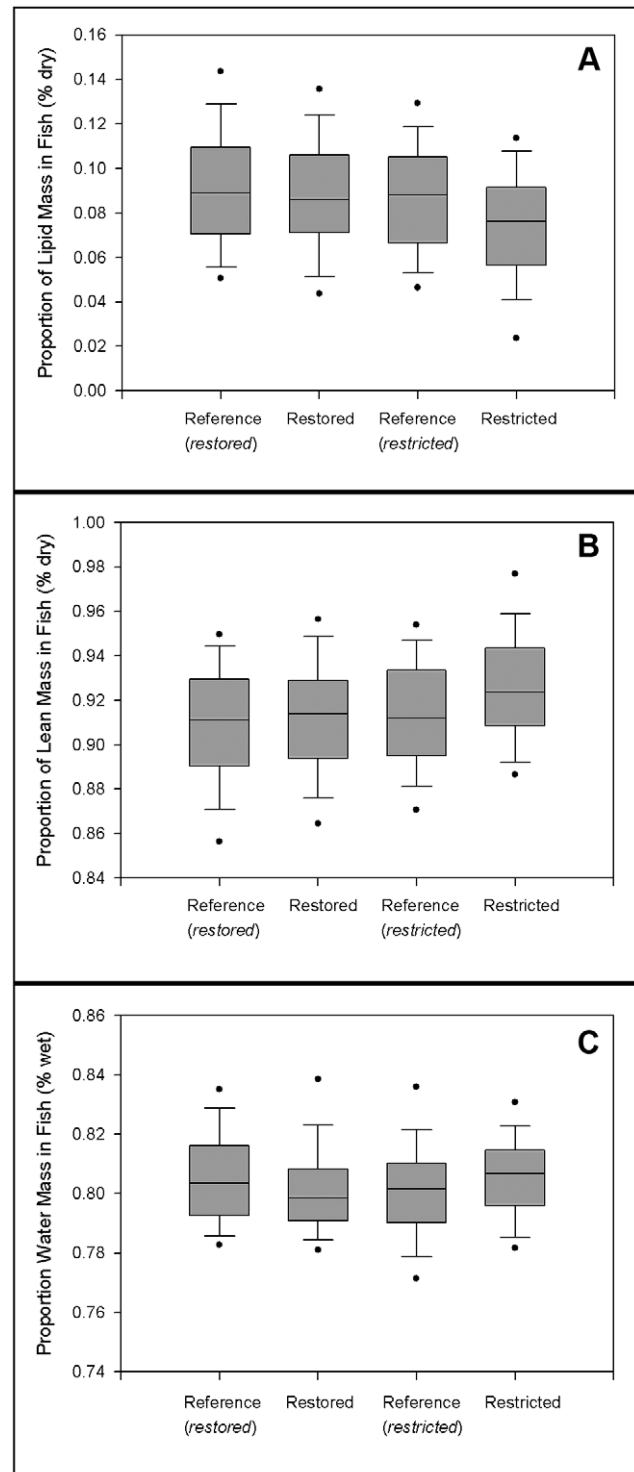 A
Proportion of Lipid Mass in Fish (% dry)
0.16
0.14
0.12
0.10
0.08
0.06
0.04
0.02
0.00
Reference
(restored)
Restored
Reference
(restricted)
Restricted
B
Proportion of Lean Mass in Fish (% dry)
1.00
0.98
0.96
0.94
0.92
0.90
0.88
0.86
0.84
Reference
(restored)
Restored
Reference
(restricted)
Restricted
C
Proportion Water Mass in Fish (% wet)
0.86
0.84
0.82
0.80
0.78
0.76
0.74
Reference
(restored)
Restored
Reference
(restricted)
Restricted